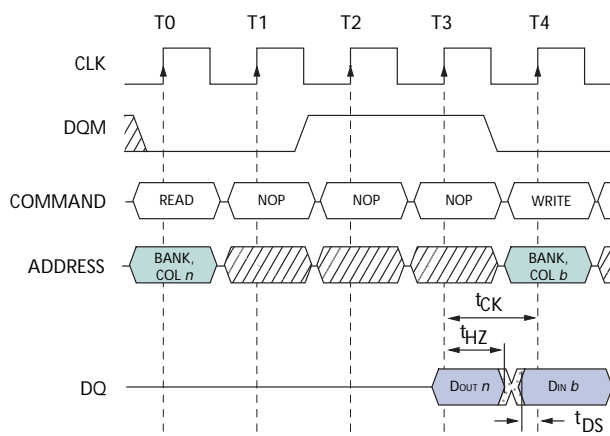 T0 T1 T2 T3 T4
CLK
DQM
COMMAND READ NOP NOP NOP WRITE
ADDRESS BANK, COL n BANK, COL b
tCK
tHZ
DQ DOUT n DIN b
tDS